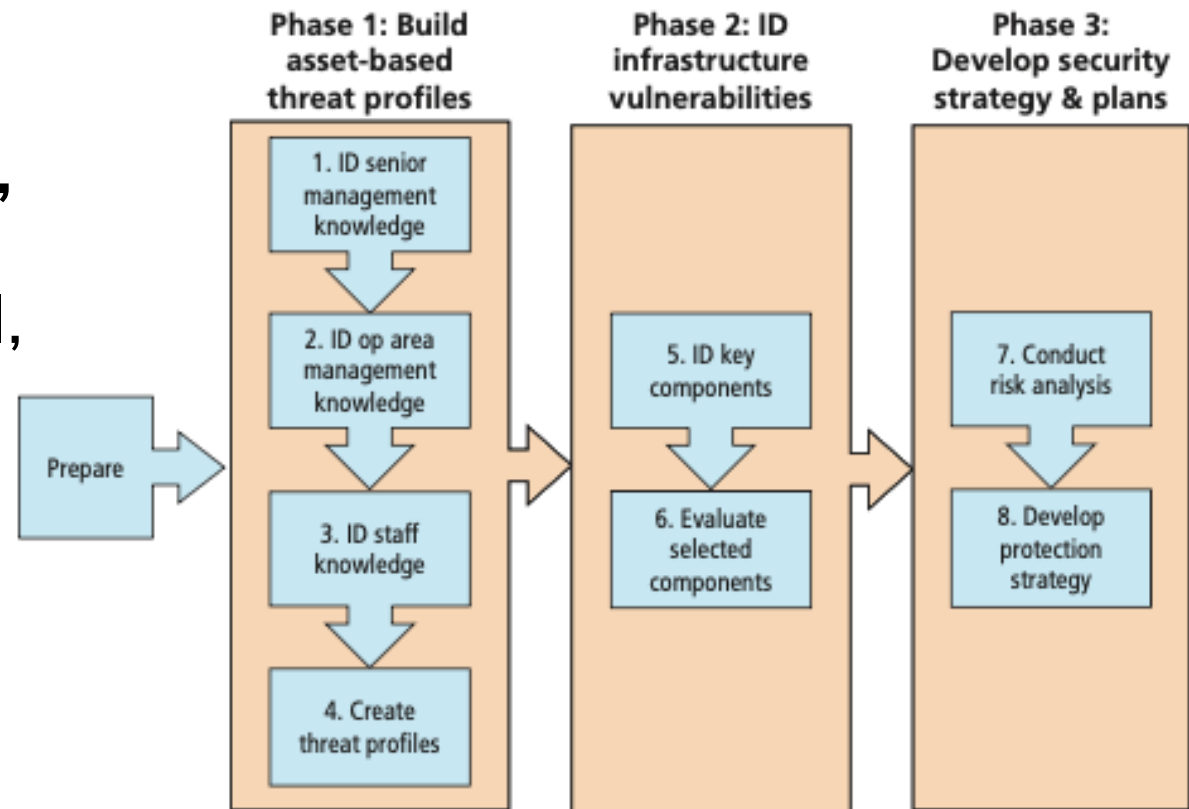 Phase 1: Build
asset-based
threat profiles
Phase 2: ID
infrastructure
vulnerabilities
Phase 3:
Develop security
strategy & plans
Prepare
1. ID senior
management
knowledge
2. ID op area
management
knowledge
3. ID staff
knowledge
4. Create
threat profiles
5. ID key
components
6. Evaluate
selected
components
7. Conduct
risk analysis
8. Develop
protection
strategy